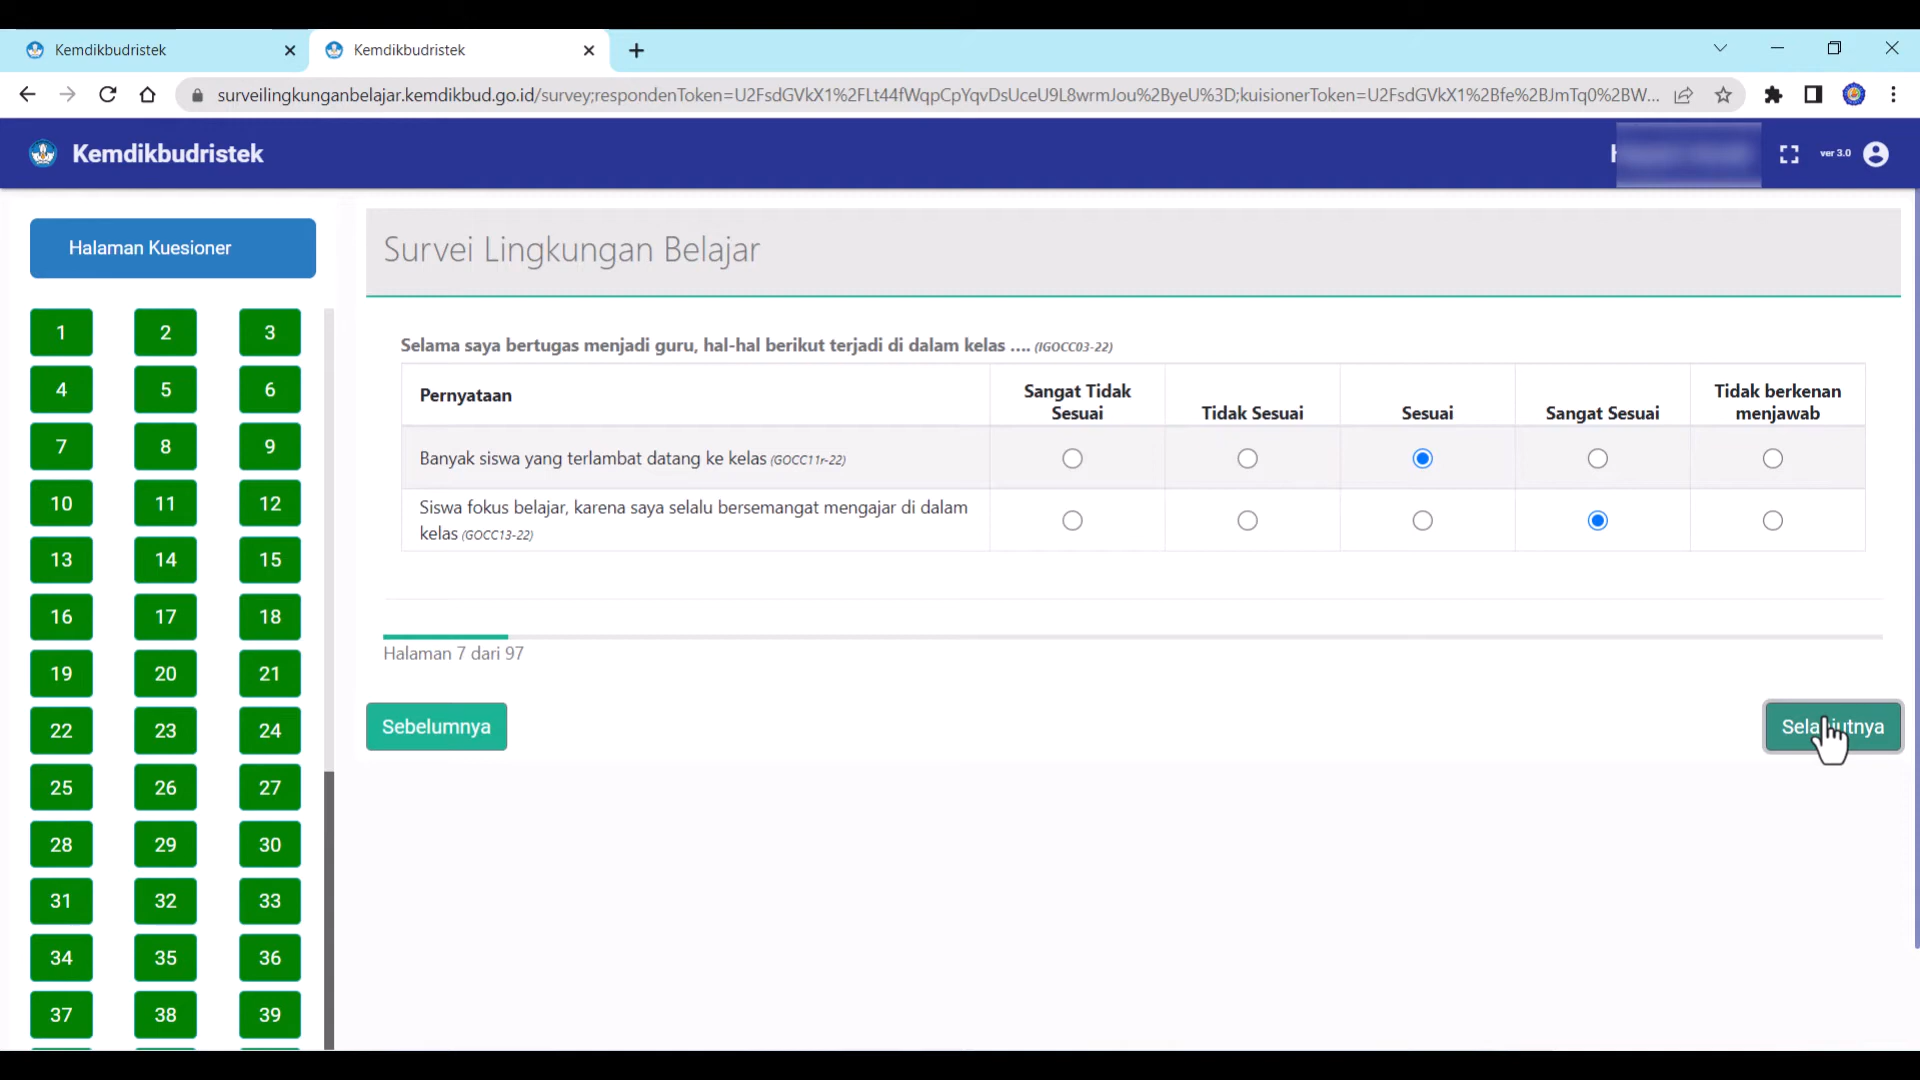 Kemdikbudristek
Kemdikbudristek
surveilingkunganbelajar.kemdikbud.go.id/survey;respondenToken=U2FsdGVkX1%2FLt44fWqpCpYqvDsUceU9L8wrmJou%2ByeU%3D;kuisionerToken=U2FsdGVkX1%2Bfe%2BJmTq0%2BW...
Kemdikbudristek
ver 3.0
Halaman Kuesioner
1 2 3
4 5 6
7 8 9
10 11 12
13 14 15
16 17 18
19 20 21
22 23 24
25 26 27
28 29 30
31 32 33
34 35 36
37 38 39
Survei Lingkungan Belajar
Selama saya bertugas menjadi guru, hal-hal berikut terjadi di dalam kelas .... (IGOCC03-22)
Pernyataan
Sangat Tidak
Sesuai
Tidak Sesuai
Sesuai
Sangat Sesuai
Tidak berkenan
menjawab
Banyak siswa yang terlambat datang ke kelas (GOCC11r-22)
Siswa fokus belajar, karena saya selalu bersemangat mengajar di dalam
kelas (GOCC13-22)
Halaman 7 dari 97
Sebelumnya
Selanjutnya